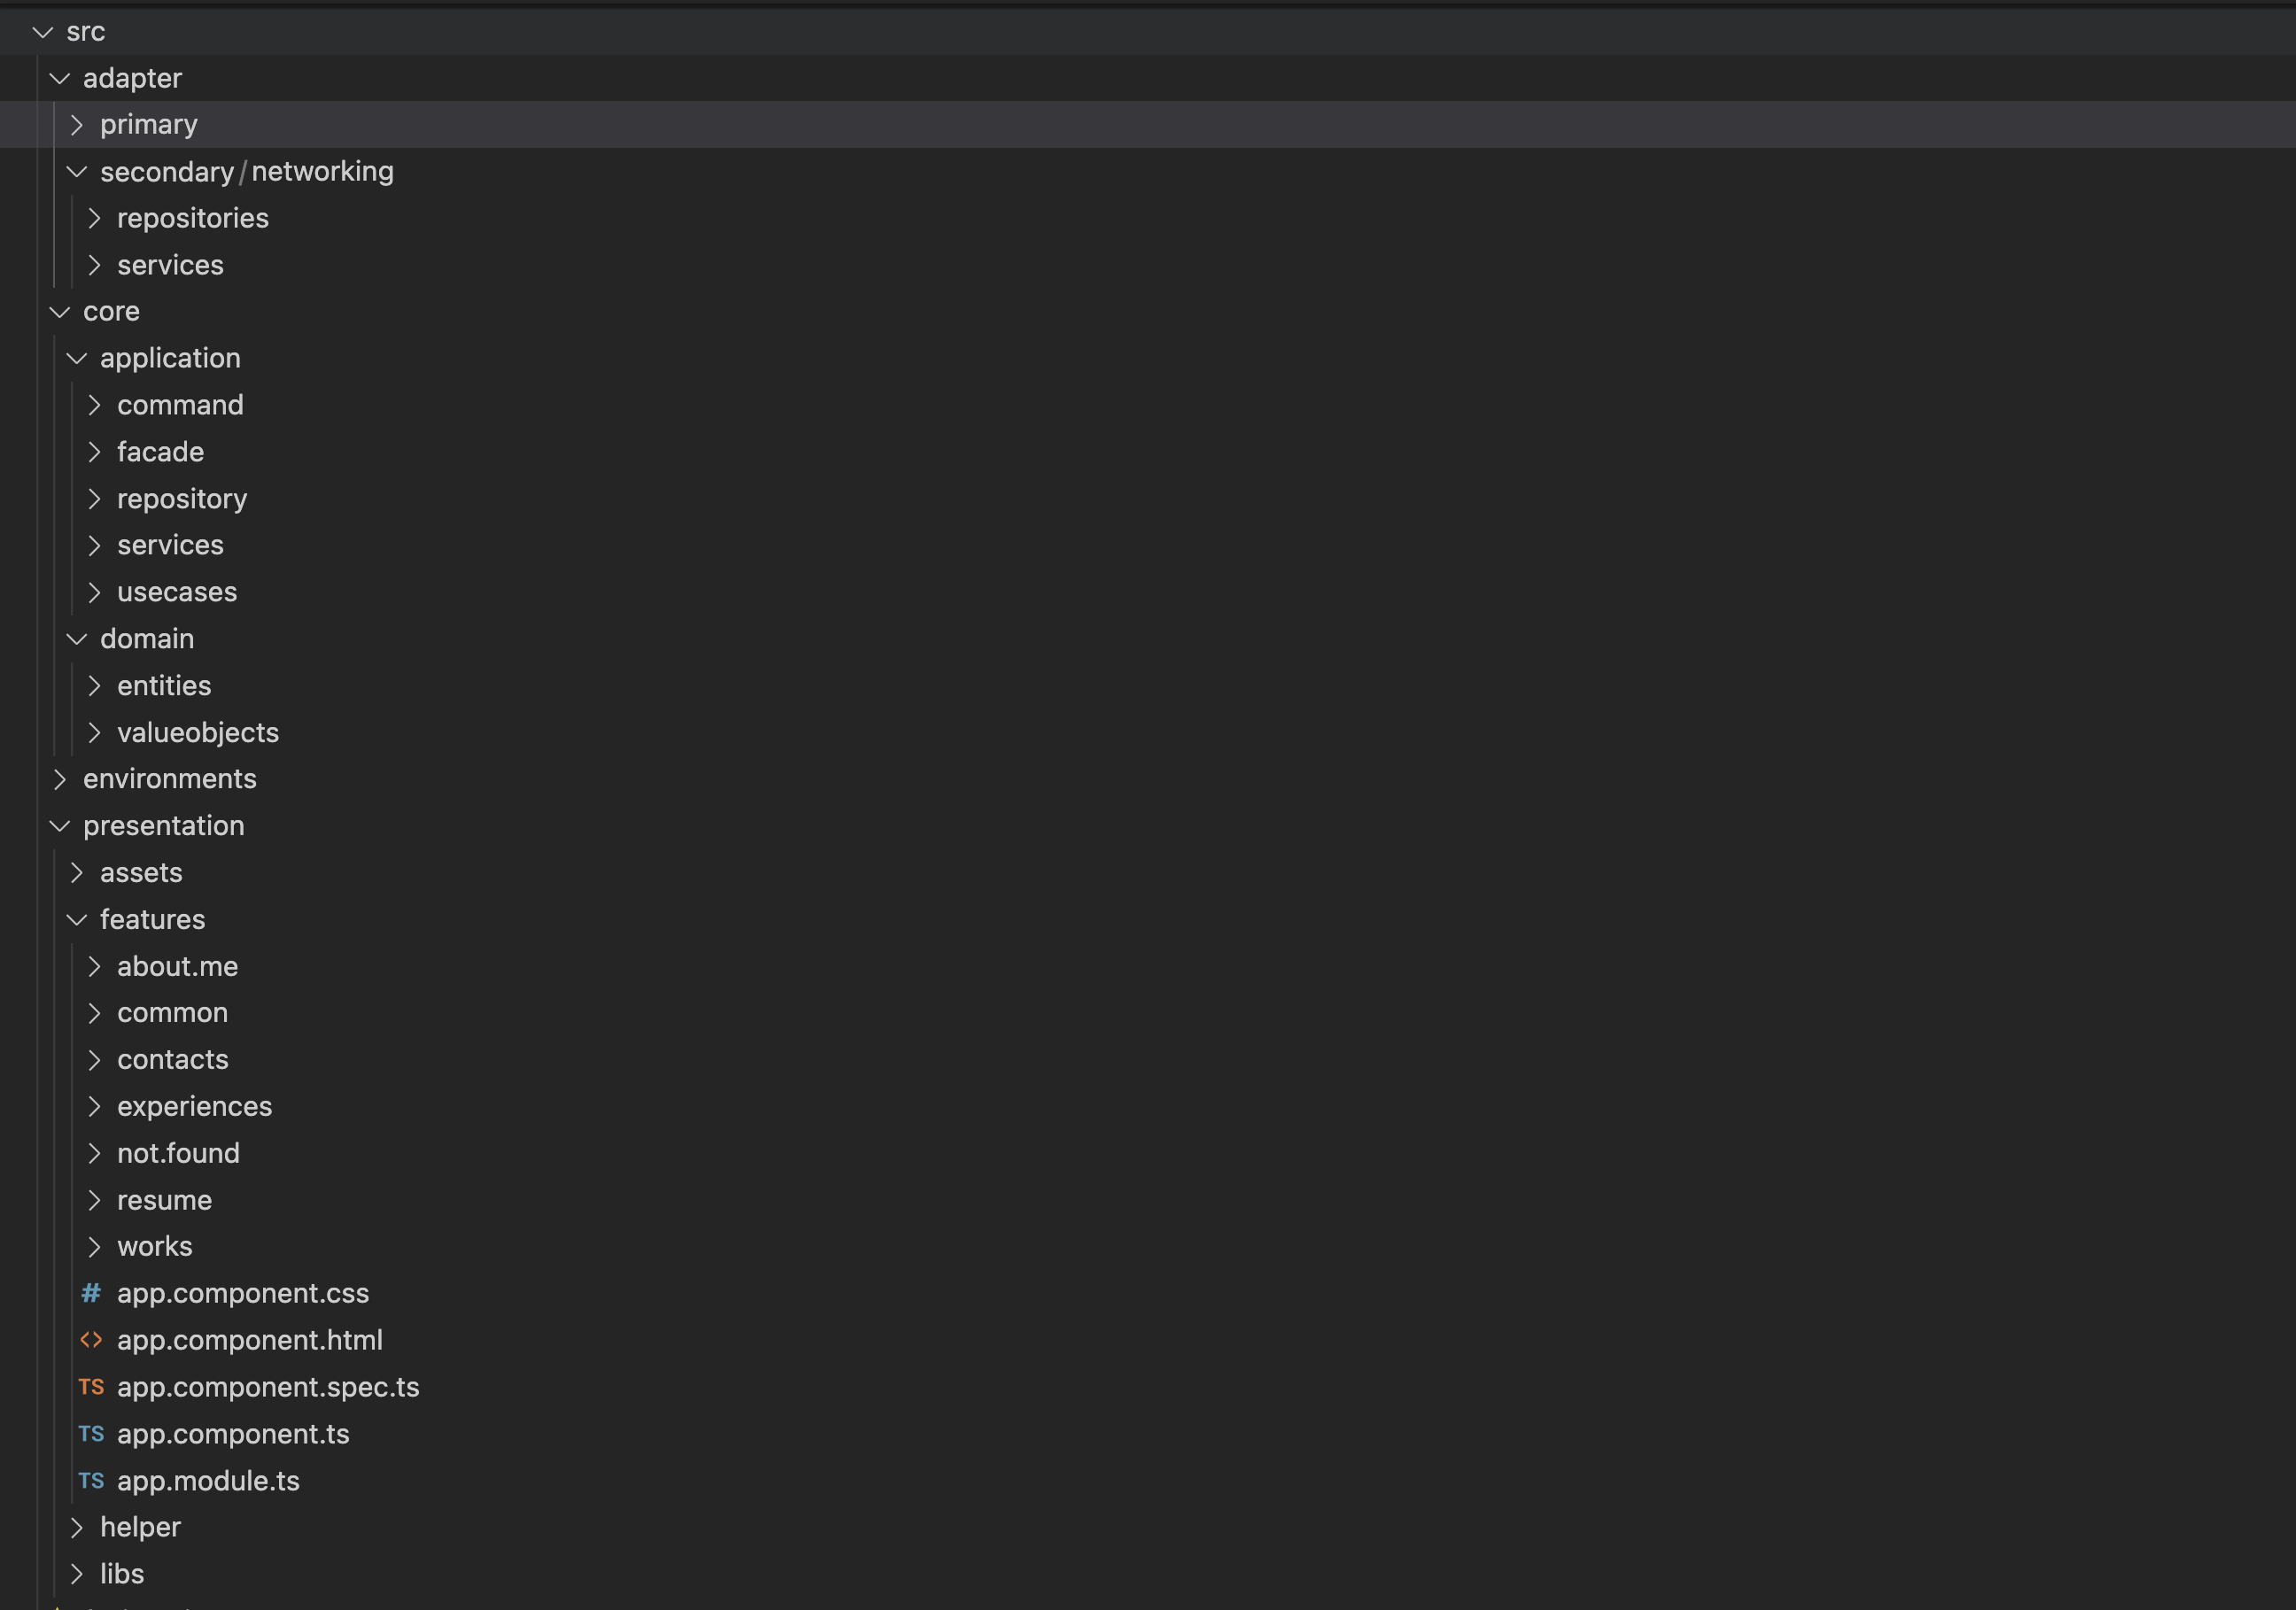 src
adapter
primary
secondary / networking
repositories
services
core
application
command
facade
repository
services
usecases
domain
entities
valueobjects
environments
presentation
assets
features
about.me
common
contacts
experiences
not.found
resume
works
# app.component.css
<> app.component.html
TS app.component.spec.ts
TS app.component.ts
TS app.module.ts
helper
libs